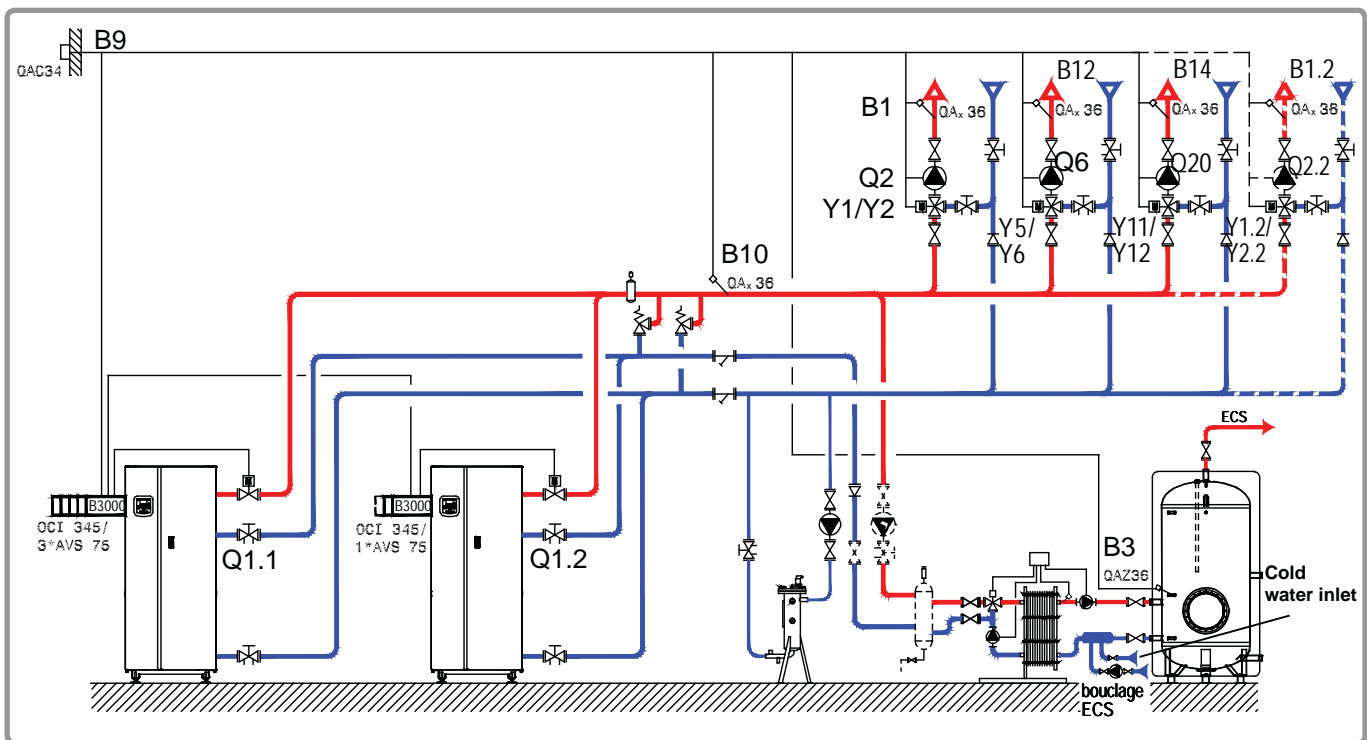 B9
QAC34
B12
B14
B1.2
B1
QAx 36
QAx 36
QAx 36
QAx 36
Q2
Q6
Q20
Q2.2
Y1/Y2
Y5/
Y6
Y11/
Y12
Y1.2/
Y2.2
B10
QAx 36
ECS
B3000
B3000
OCI 345/
3*AVS 75
OCI 345/
1*AVS 75
Q1.1
Q1.2
B3
QAZ36
Cold
water inlet
bouclage
ECS